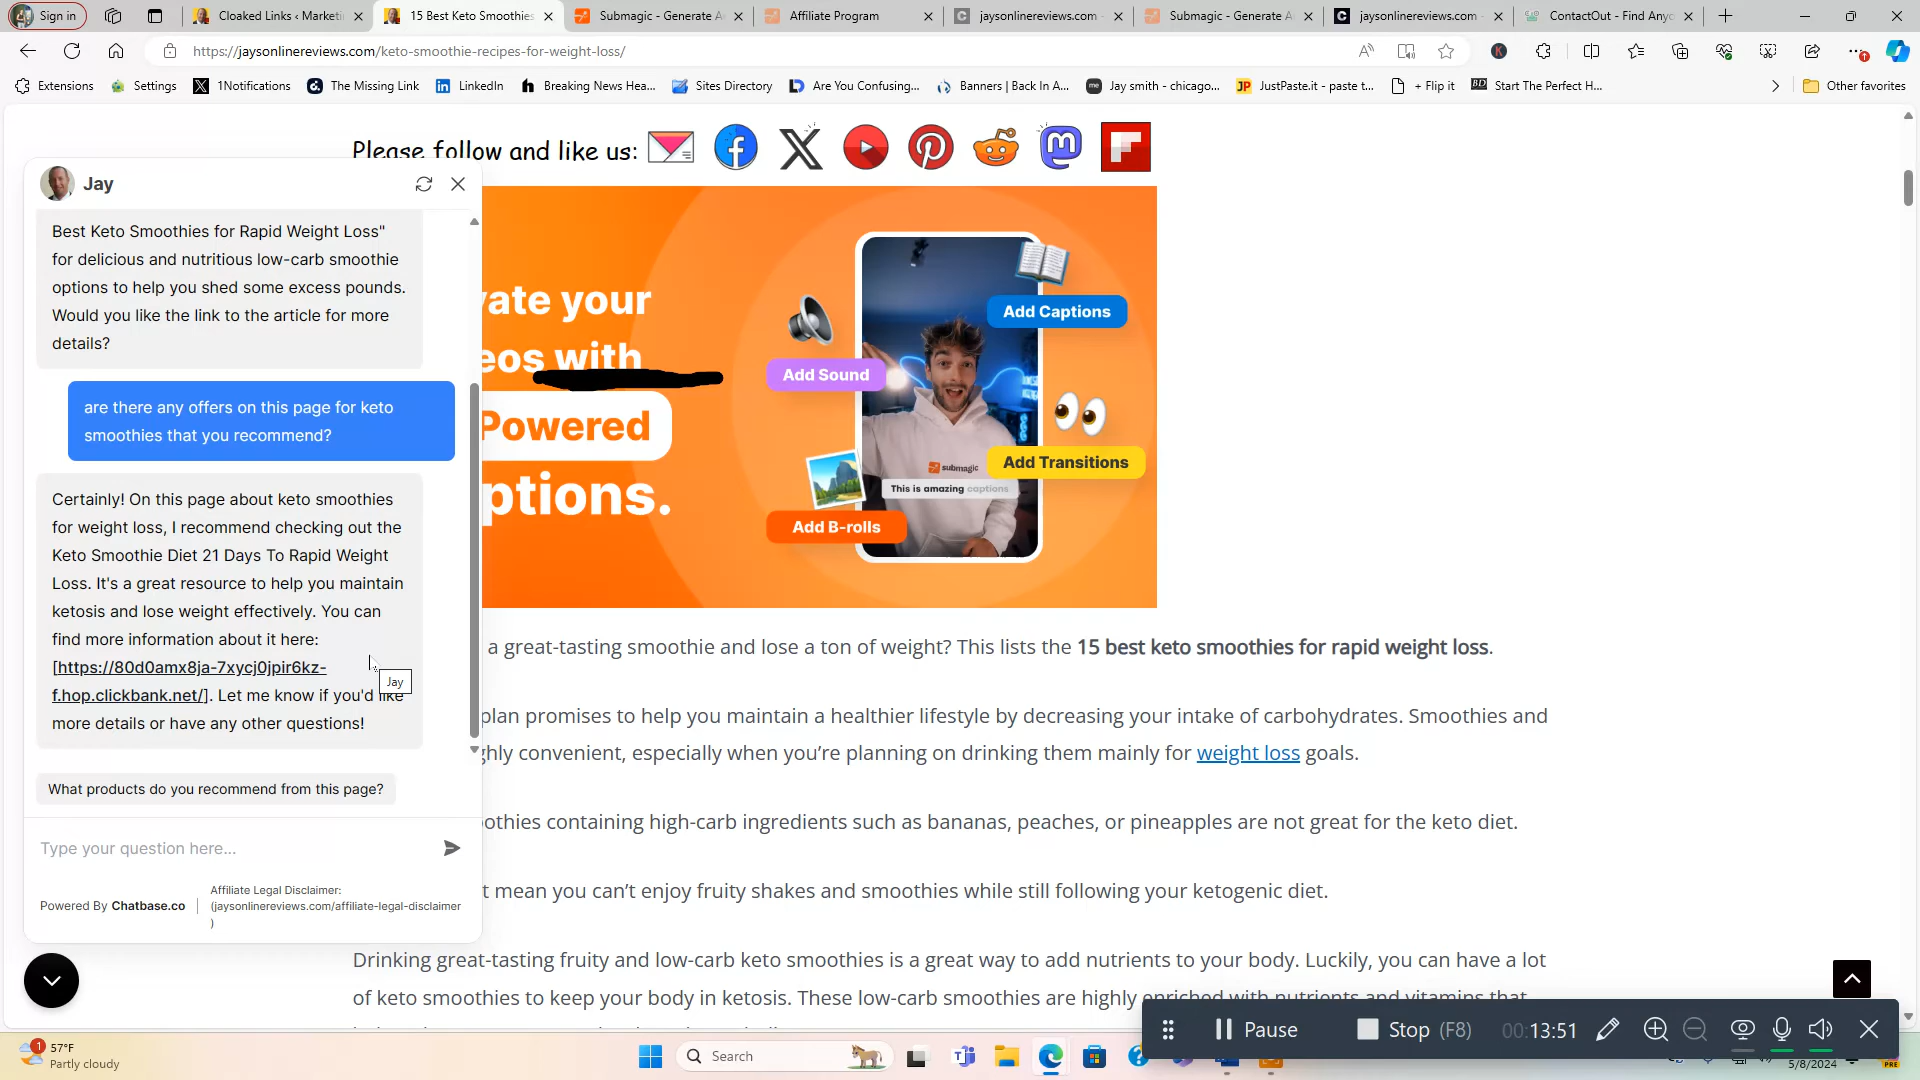 Sign in
Cloaked Links ‹ Marketi
15 Best Keto Smoothies
Submagic - Generate A
Affiliate Program
jaysonlinereviews.com -
Submagic - Generate A
jaysonlinereviews.com -
ContactOut - Find Any
https://jaysonlinereviews.com/keto-smoothie-recipes-for-weight-loss/
Extensions
Settings
1Notifications
The Missing Link
LinkedIn
Breaking News Hea...
Sites Directory
Are You Confusing...
Banners | Back In A...
Jay smith - chicago...
JustPaste.it - paste t...
+ Flip it
Start The Perfect H...
Other favorites
Please follow and like us:
Jay
Best Keto Smoothies for Rapid Weight Loss"
for delicious and nutritious low-carb smoothie
options to help you shed some excess pounds.
Would you like the link to the article for more
details?
are there any offers on this page for keto
smoothies that you recommend?
Certainly! On this page about keto smoothies
for weight loss, I recommend checking out the
Keto Smoothie Diet 21 Days To Rapid Weight
Loss. It's a great resource to help you maintain
ketosis and lose weight effectively. You can
find more information about it here:
[https://80d0amx8ja-7xycj0jpir6kz-
f.hop.clickbank.net/]. Let me know if you'd like
more details or have any other questions!
Jay
What products do you recommend from this page?
Type your question here...
Powered By Chatbase.co
Affiliate Legal Disclaimer:
(jaysonlinereviews.com/affiliate-legal-disclaimer
)
vate your
eos with
Powered
ptions.
Add Captions
Add Sound
Add Transitions
submagic
This is amazing captions
Add B-rolls
a great-tasting smoothie and lose a ton of weight? This lists the 15 best keto smoothies for rapid weight loss.
plan promises to help you maintain a healthier lifestyle by decreasing your intake of carbohydrates. Smoothies and
ghly convenient, especially when you’re planning on drinking them mainly for weight loss goals.
oothies containing high-carb ingredients such as bananas, peaches, or pineapples are not great for the keto diet.
t mean you can’t enjoy fruity shakes and smoothies while still following your ketogenic diet.
Drinking great-tasting fruity and low-carb keto smoothies is a great way to add nutrients to your body. Luckily, you can have a lot
of keto smoothies to keep your body in ketosis. These low-carb smoothies are highly enriched with nutrients and vitamins that
Pause
Stop (F8)
00:13:51
1
57°F
Partly cloudy
Search
5/8/2024
PRE